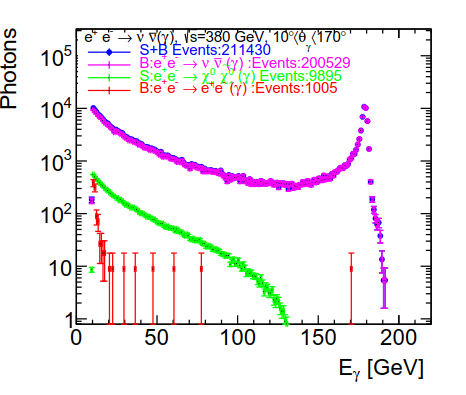 e⁺ e⁻ → ν ν̅(γ), √s=380 GeV, 10°⟨θγ⟨170°
S+B Events:211430
B:e⁺e⁻ → ν ν̅ (γ) :Events:200529
S:e⁺e⁻ → χ⁰ χ⁰ (γ) Events:9895
B:e⁺e⁻ → e⁺e⁻(γ) :Events:1005
Photons
10⁵
10⁴
10³
10²
10
1
0 50 100 150 200
Eγ [GeV]